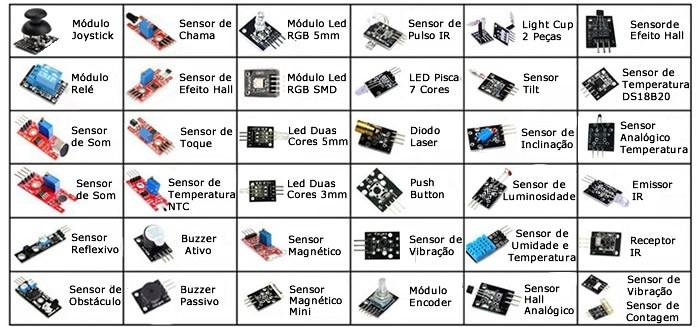 Módulo
Joystick
Sensor de
Chama
Módulo Led
RGB 5mm
Sensor de
Pulso IR
Light Cup
2 Peças
Sensorde
Efeito Hall
Módulo
Relé
Sensor de
Efeito Hall
Módulo Led
RGB SMD
LED Pisca
7 Cores
Sensor
Tilt
Sensor de
Temperatura
DS18B20
Sensor
de Som
Sensor de
Toque
Led Duas
Cores 5mm
Diodo
Laser
Sensor de
Inclinação
Sensor
Analógico
Temperatura
Sensor
de Som
Sensor de
Temperatura
NTC
Led Duas
Cores 3mm
Push
Button
Sensor de
Luminosidade
Emissor
IR
Sensor
Reflexivo
Buzzer
Ativo
Sensor
Magnético
Sensor de
Vibração
Sensor de
Umidade e
Temperatura
Receptor
IR
Sensor de
Obstáculo
Buzzer
Passivo
Sensor
Magnético
Mini
Módulo
Encoder
Sensor
Hall
Analógico
Sensor de
Vibração
Sensor de
Contagem